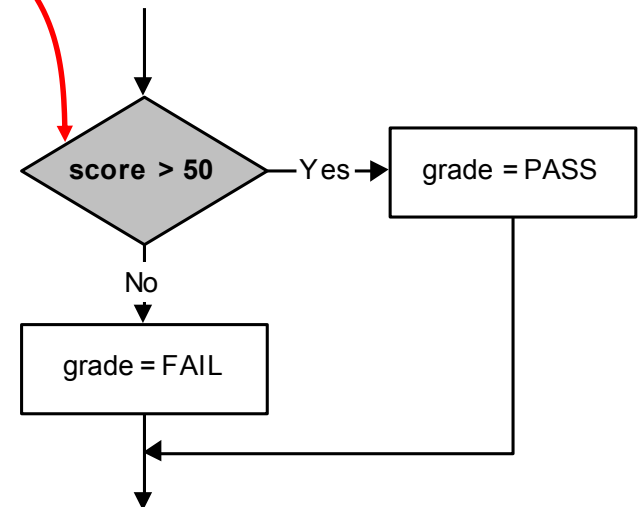 score > 50
Yes
grade = PASS
No
grade = FAIL